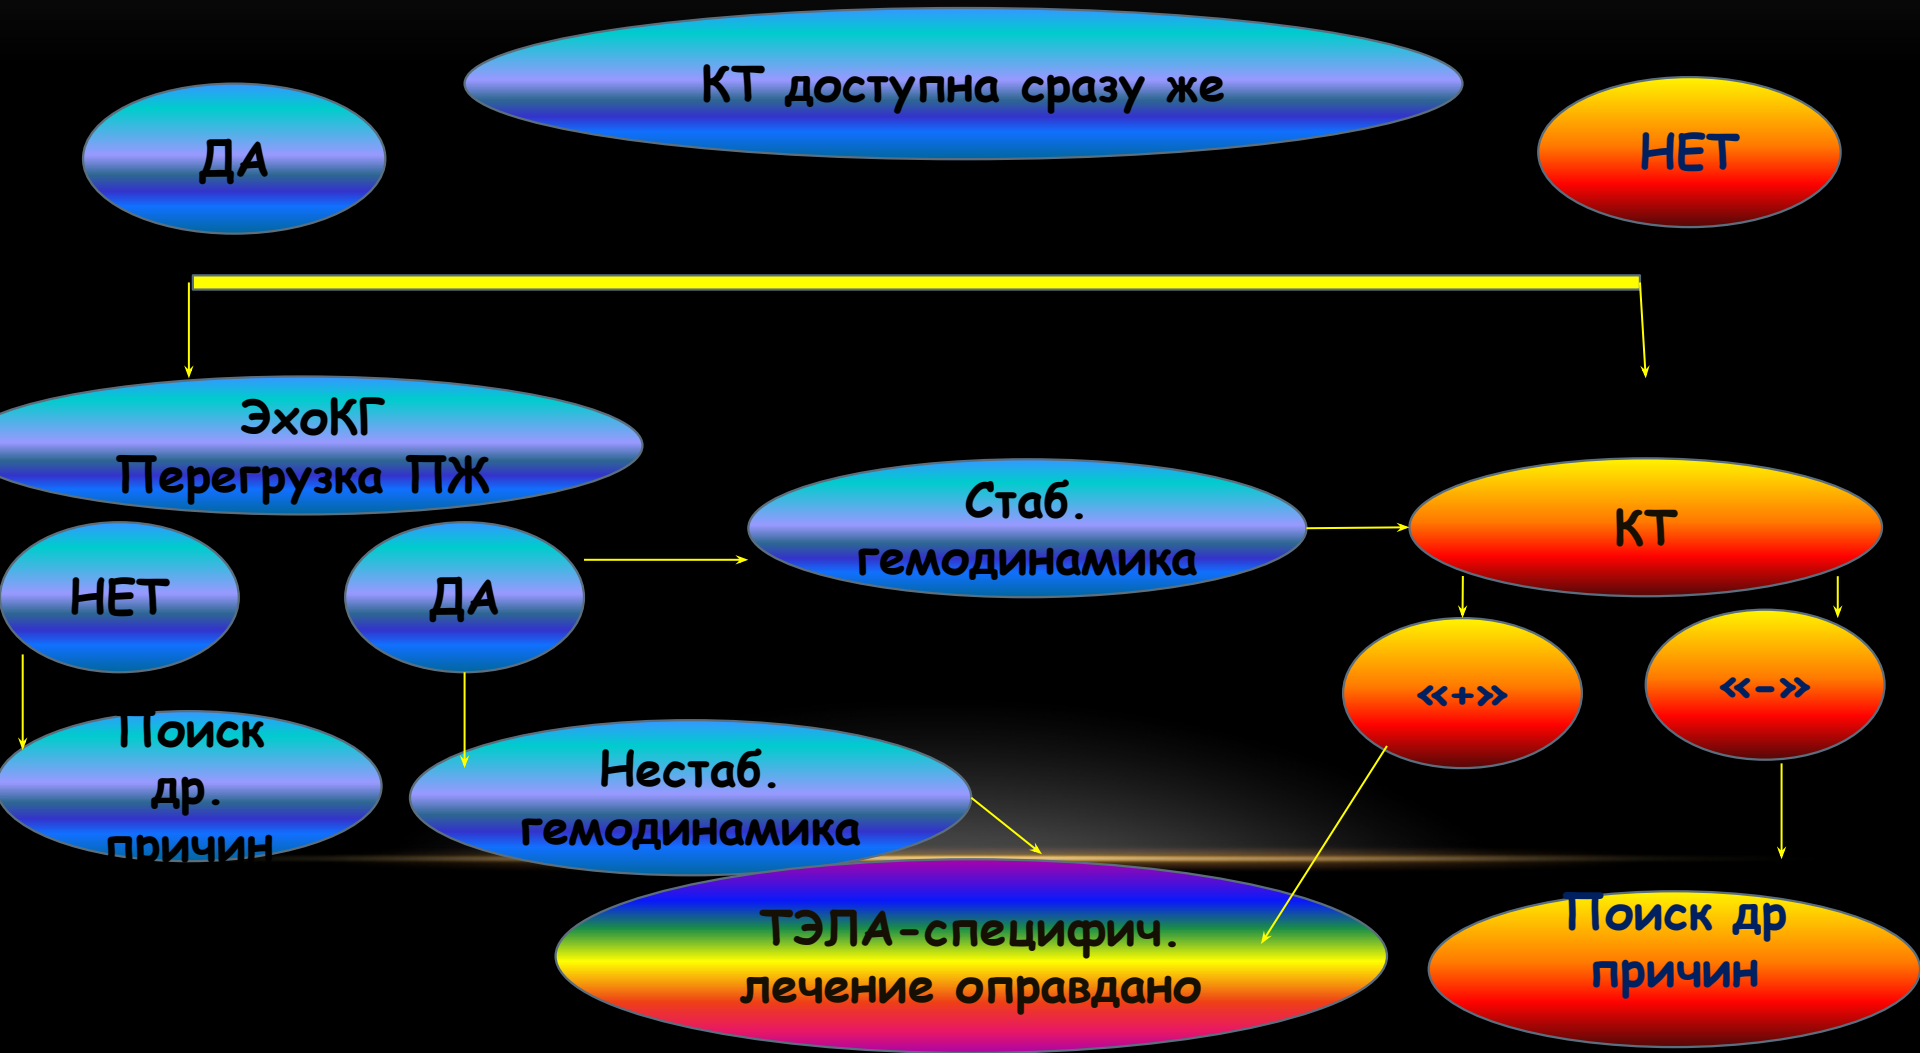 КТ доступна сразу же
ДА
НЕТ
ЭхоКГ
Перегрузка ПЖ
Стаб.
гемодинамика
КТ
НЕТ
ДА
«+»
«-»
Поиск
др.
причин
Нестаб.
гемодинамика
ТЭЛА-специфич.
лечение оправдано
Поиск др
причин